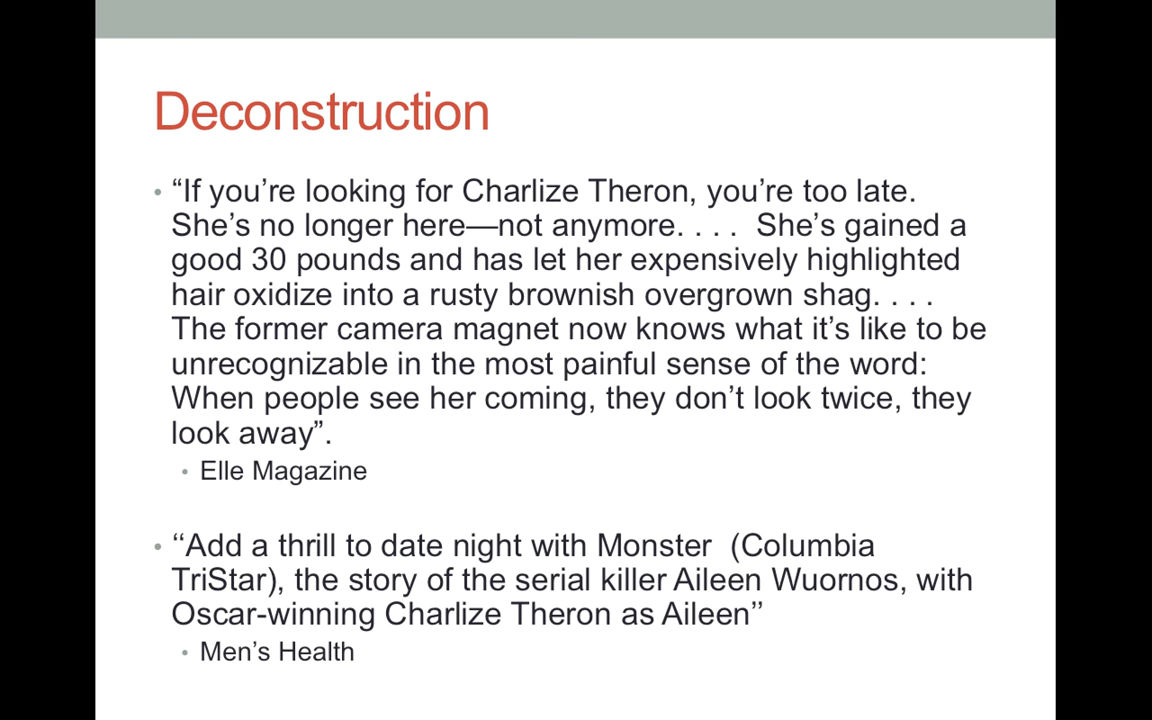 Deconstruction
• “If you’re looking for Charlize Theron, you’re too late.
She’s no longer here—not anymore. . . .  She’s gained a
good 30 pounds and has let her expensively highlighted
hair oxidize into a rusty brownish overgrown shag. . . .
The former camera magnet now knows what it’s like to be
unrecognizable in the most painful sense of the word:
When people see her coming, they don’t look twice, they
look away”.
• Elle Magazine
• “Add a thrill to date night with Monster  (Columbia
TriStar), the story of the serial killer Aileen Wuornos, with
Oscar-winning Charlize Theron as Aileen’’
• Men’s Health